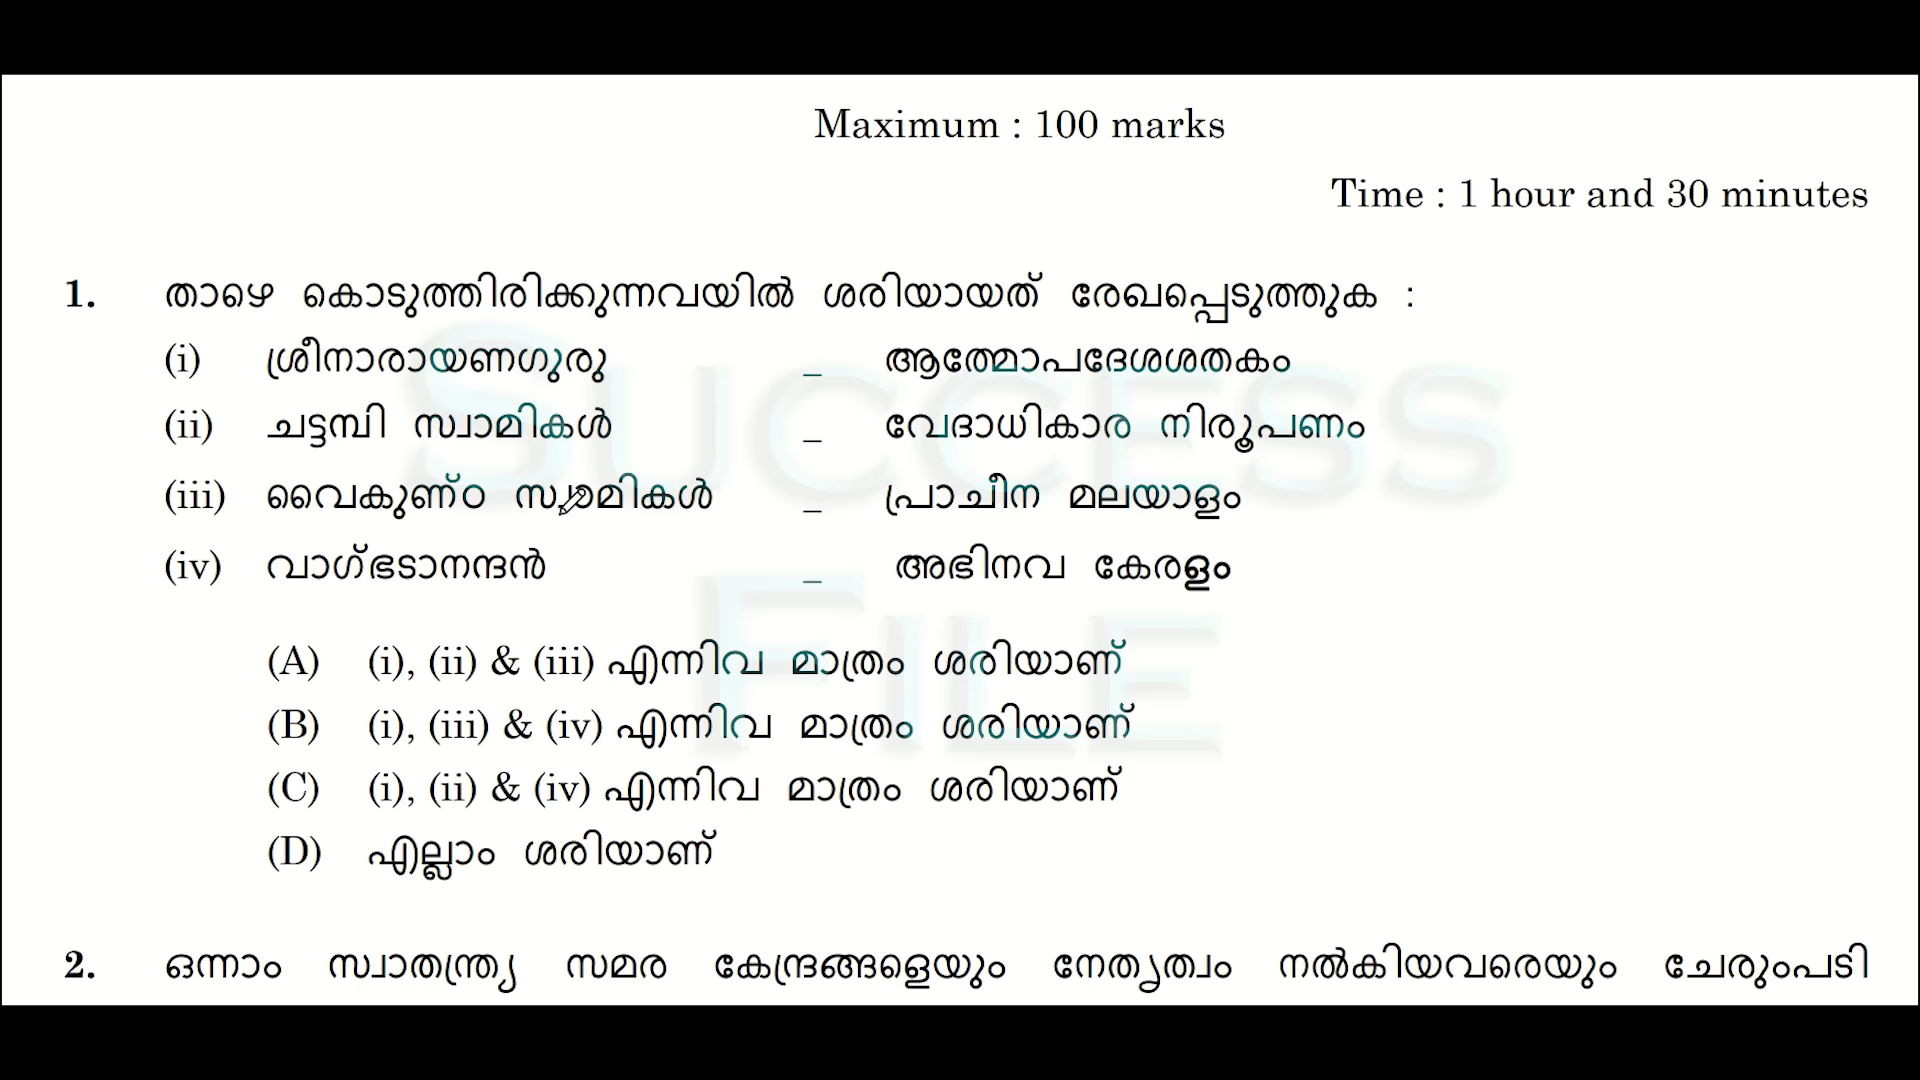 Maximum : 100 marks
Time : 1 hour and 30 minutes
1. താഴെ കൊടുത്തിരിക്കുന്നവയിൽ ശരിയായത് രേഖപ്പെടുത്തുക :
(i) ശ്രീനാരായണഗുരു – ആത്മോപദേശശതകം
(ii) ചട്ടമ്പി സ്വാമികൾ – വേദാധികാര നിരൂപണം
(iii) വൈകുണ്ഠ സ്വാമികൾ – പ്രാചീന മലയാളം
(iv) വാഗ്ഭടാനന്ദൻ – അഭിനവ കേരളം
(A) (i), (ii) & (iii) എന്നിവ മാത്രം ശരിയാണ്
(B) (i), (iii) & (iv) എന്നിവ മാത്രം ശരിയാണ്
(C) (i), (ii) & (iv) എന്നിവ മാത്രം ശരിയാണ്
(D) എല്ലാം ശരിയാണ്
2. ഒന്നാം സ്വാതന്ത്ര്യ സമര കേന്ദ്രങ്ങളെയും നേതൃത്വം നൽകിയവരെയും ചേരുംപടി
SUCCESS
FILE